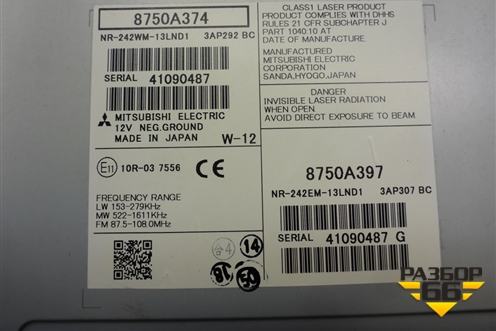 8750A374
NR-242WM-13LND1 3AP292 BC
SERIAL 41090487
MITSUBISHI ELECTRIC
12V NEG.GROUND
MADE IN JAPAN W-12
E11 10R-03 7556 CE
FREQUENCY RANGE
LW 153-279KHz
MW 522-1611KHz
FM 87.5-108.0MHz
CLASS1 LASER PRODUCT
PRODUCT COMPLIES WITH DHHS
RULES 21 CFR SUBCHAPTER J
PART 1040:10 AT
DATE OF MANUFACTURE
MANUFACTURED
MITSUBISHI ELECTRIC
CORPORATION
SANDA,HYOGO,JAPAN
DANGER
INVISIBLE LASER RADIATION
WHEN OPEN
AVOID DIRECT EXPOSURE TO BEAM
8750A397
NR-242EM-13LND1 3AP307 BC
SERIAL 41090487 G
14
РАЗБОР
66